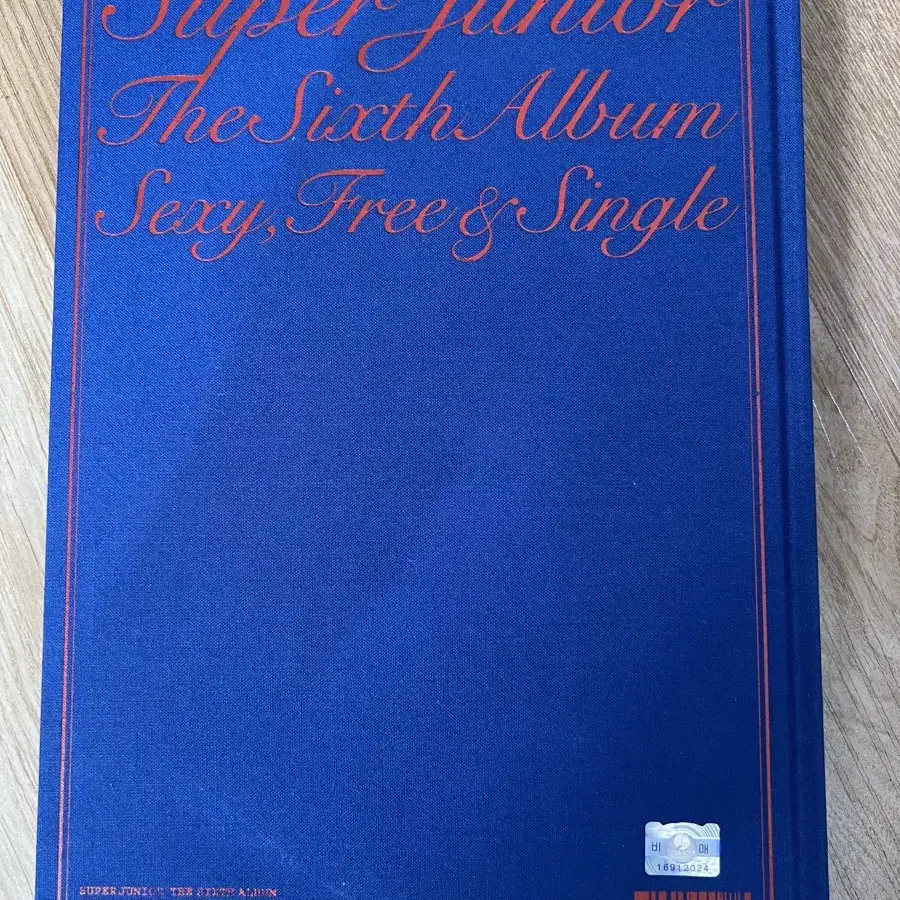 Super Junior
The Sixth Album
Sexy, Free & Single
비 매
16912024
SUPER JUNIOR THE SIXTH ALBUM